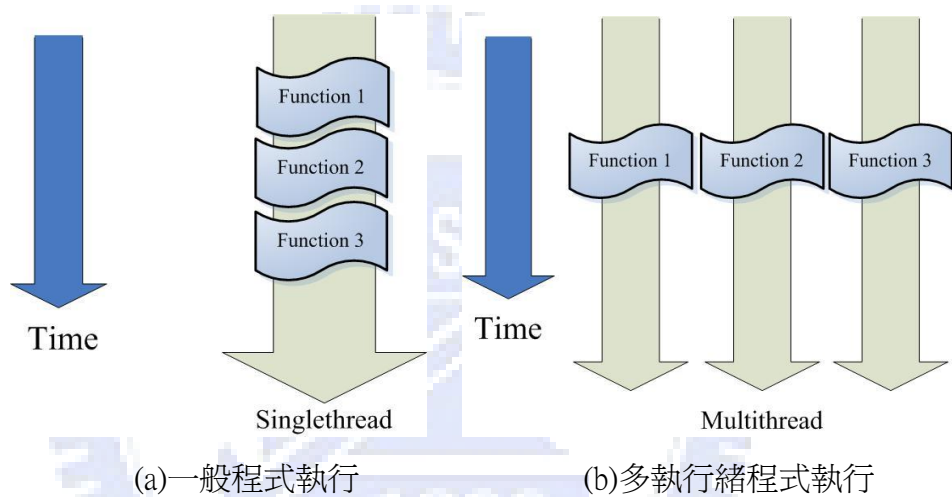 Function 1
Function 2
Function 3
Time
Singlethread
(a)一般程式執行
Function 1 Function 2 Function 3
Time
Multithread
(b)多執行緒程式執行